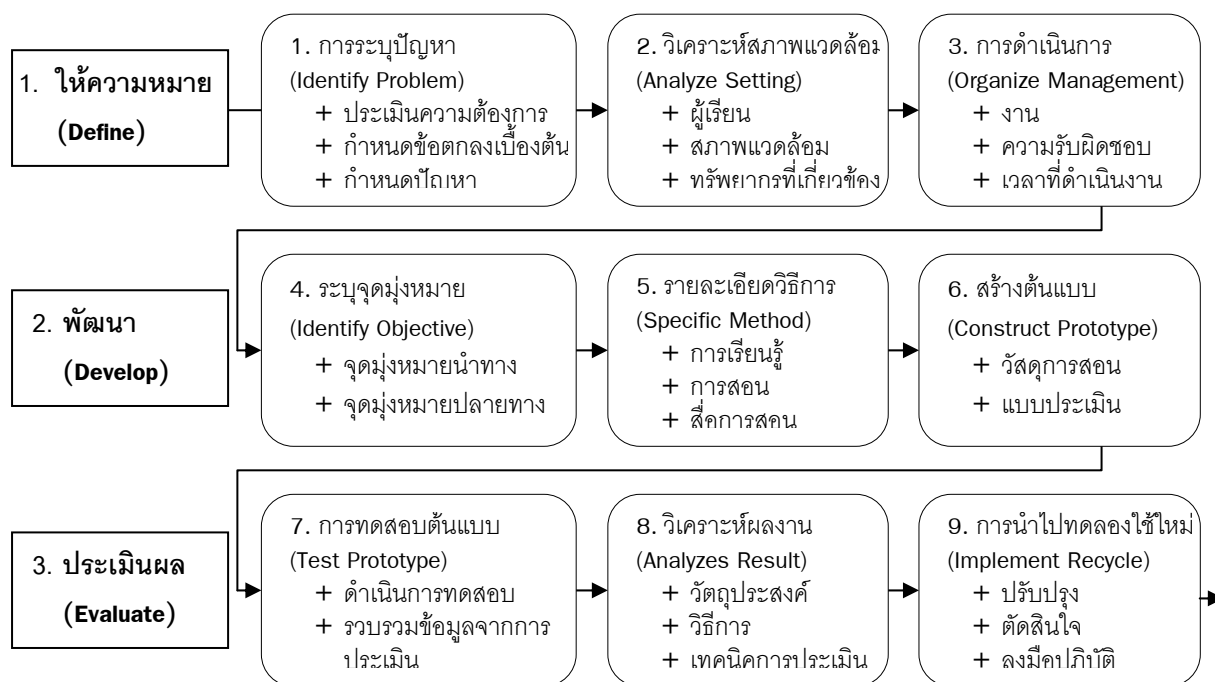 1. ให้ความหมาย
(Define)
1. การระบุปัญหา
(Identify Problem)
+ ประเมินความต้องการ
+ กำหนดข้อตกลงเบื้องต้น
+ กำหนดปัญหา
2. วิเคราะห์สภาพแวดล้อม
(Analyze Setting)
+ ผู้เรียน
+ สภาพแวดล้อม
+ ทรัพยากรที่เกี่ยวข้อง
3. การดำเนินการ
(Organize Management)
+ งาน
+ ความรับผิดชอบ
+ เวลาที่ดำเนินงาน
2. พัฒนา
(Develop)
4. ระบุจุดมุ่งหมาย
(Identify Objective)
+ จุดมุ่งหมายนำทาง
+ จุดมุ่งหมายปลายทาง
5. รายละเอียดวิธีการ
(Specific Method)
+ การเรียนรู้
+ การสอน
+ สื่อการสอน
6. สร้างต้นแบบ
(Construct Prototype)
+ วัสดุการสอน
+ แบบประเมิน
3. ประเมินผล
(Evaluate)
7. การทดสอบต้นแบบ
(Test Prototype)
+ ดำเนินการทดสอบ
+ รวบรวมข้อมูลจากการ
ประเมิน
8. วิเคราะห์ผลงาน
(Analyzes Result)
+ วัตถุประสงค์
+ วิธีการ
+ เทคนิคการประเมิน
9. การนำไปทดลองใช้ใหม่
(Implement Recycle)
+ ปรับปรุง
+ ตัดสินใจ
+ ลงมือปฏิบัติ